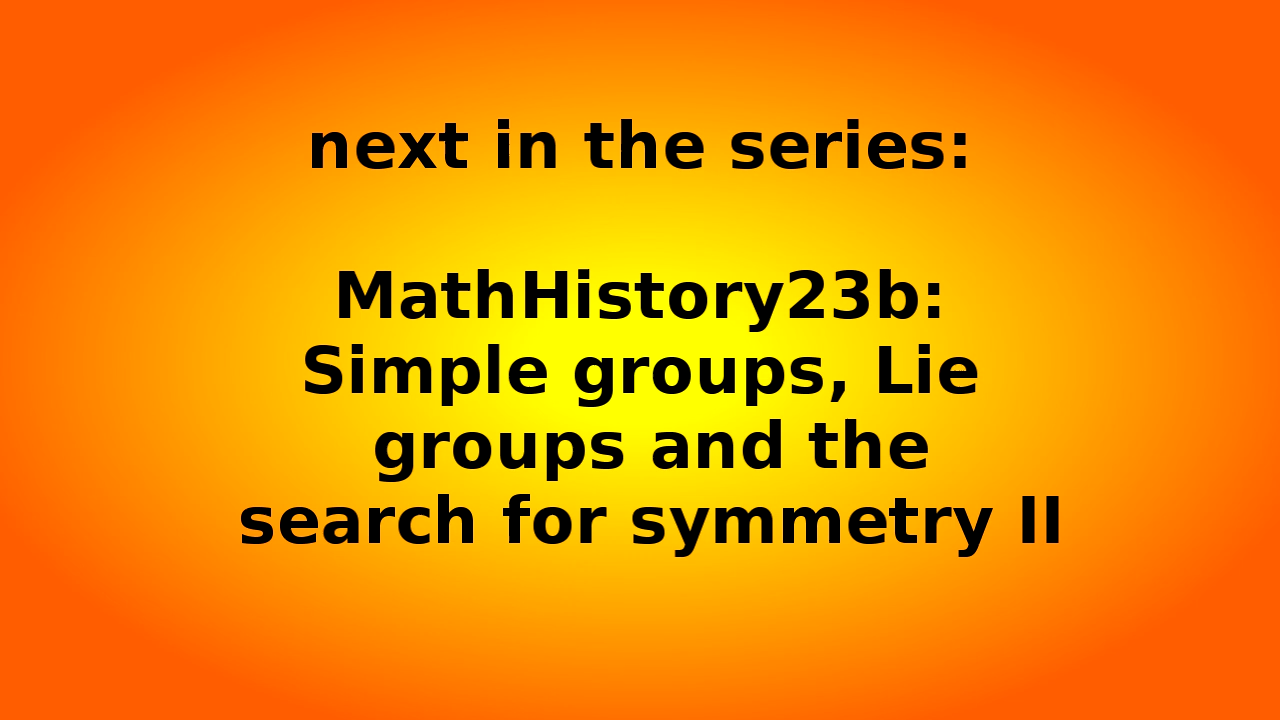 next in the series:
MathHistory23b:
Simple groups, Lie
groups and the
search for symmetry II